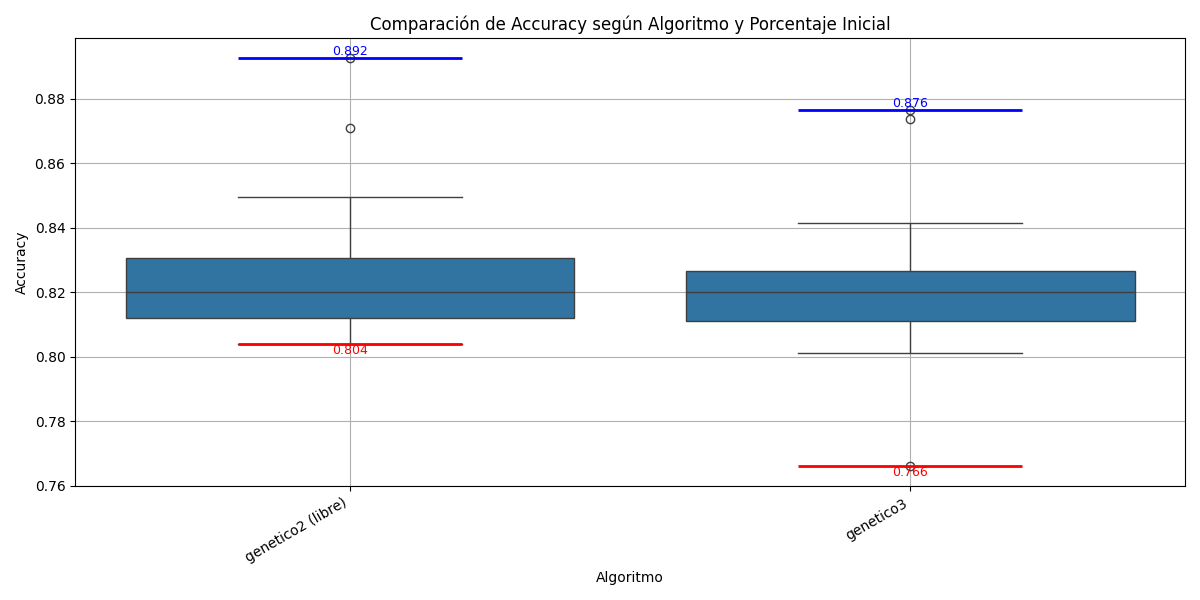 Comparación de Accuracy según Algoritmo y Porcentaje Inicial
0.892
0.876
0.88
0.86
0.84
0.82
0.80
0.78
0.76
Accuracy
0.804
0.766
genetico2 (libre)
genetico3
Algoritmo